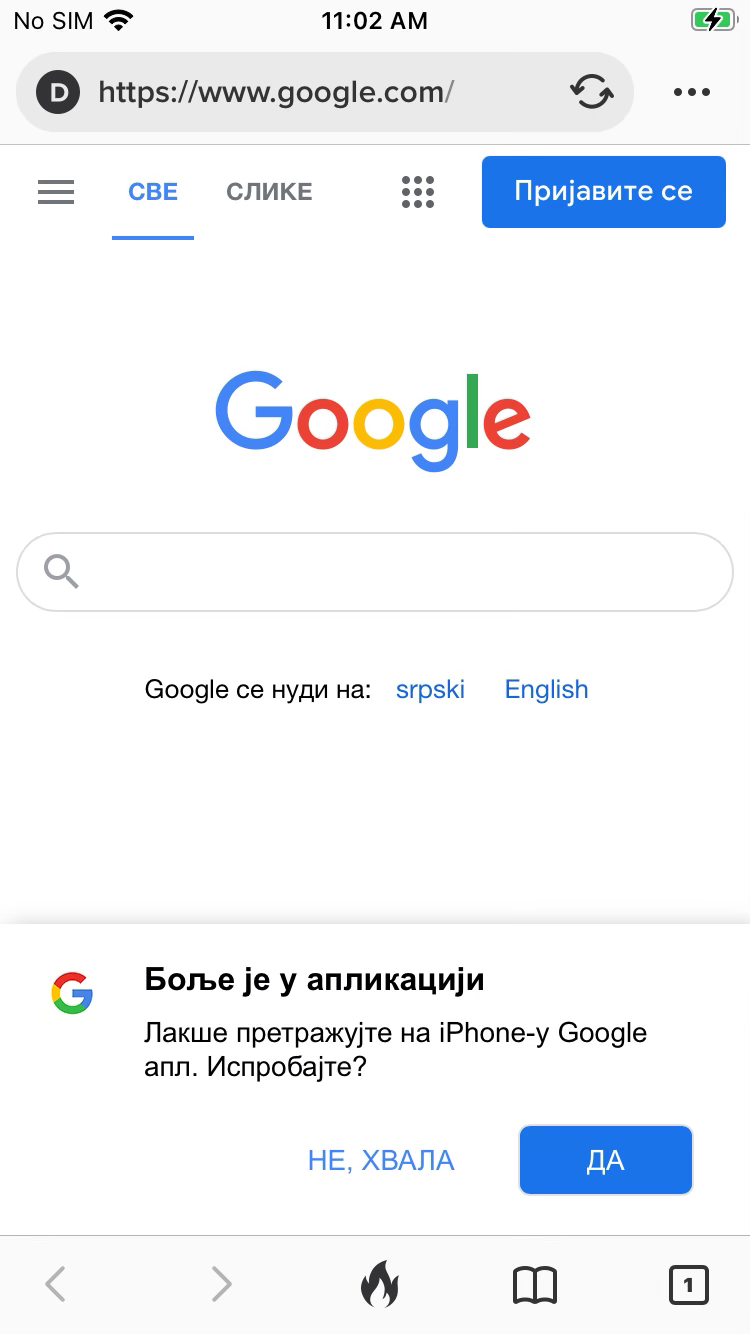 No SIM 11:02 AM
D https://www.google.com/
СВЕ СЛИКЕ Пријавите се
Google
Google се нуди на: srpski English
Боље је у апликацији
Лакше претражујте на iPhone-у Google
апл. Испробајте?
НЕ, ХВАЛА ДА
1